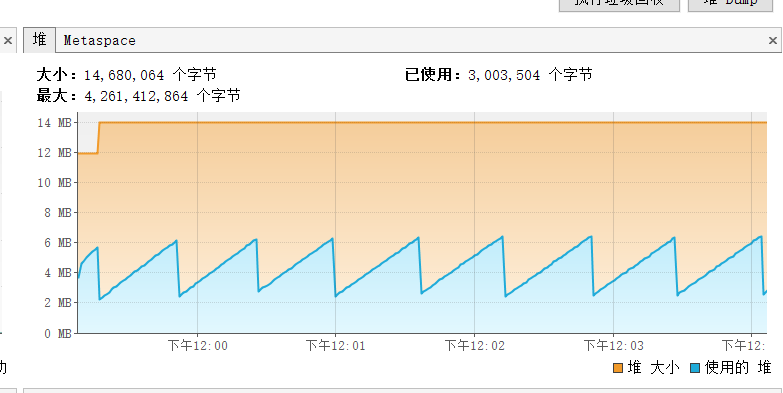 堆 Dump
堆 Metaspace
大小：14,680,064 个字节 已使用：3,003,504 个字节
最大：4,261,412,864 个字节
14 MB
12 MB
10 MB
8 MB
6 MB
4 MB
2 MB
0 MB
下午12:00 下午12:01 下午12:02 下午12:03 下午12:
堆 大小 使用的 堆